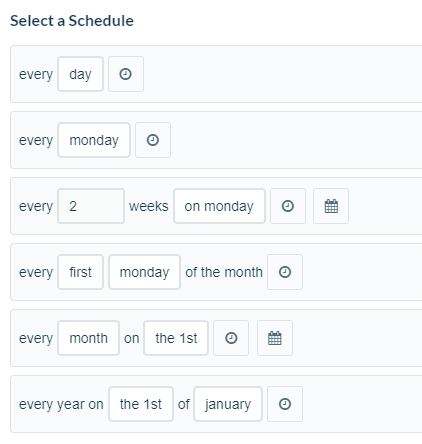 Select a Schedule
every day
every monday
every 2 weeks on monday
every first monday of the month
every month on the 1st
every year on the 1st of january